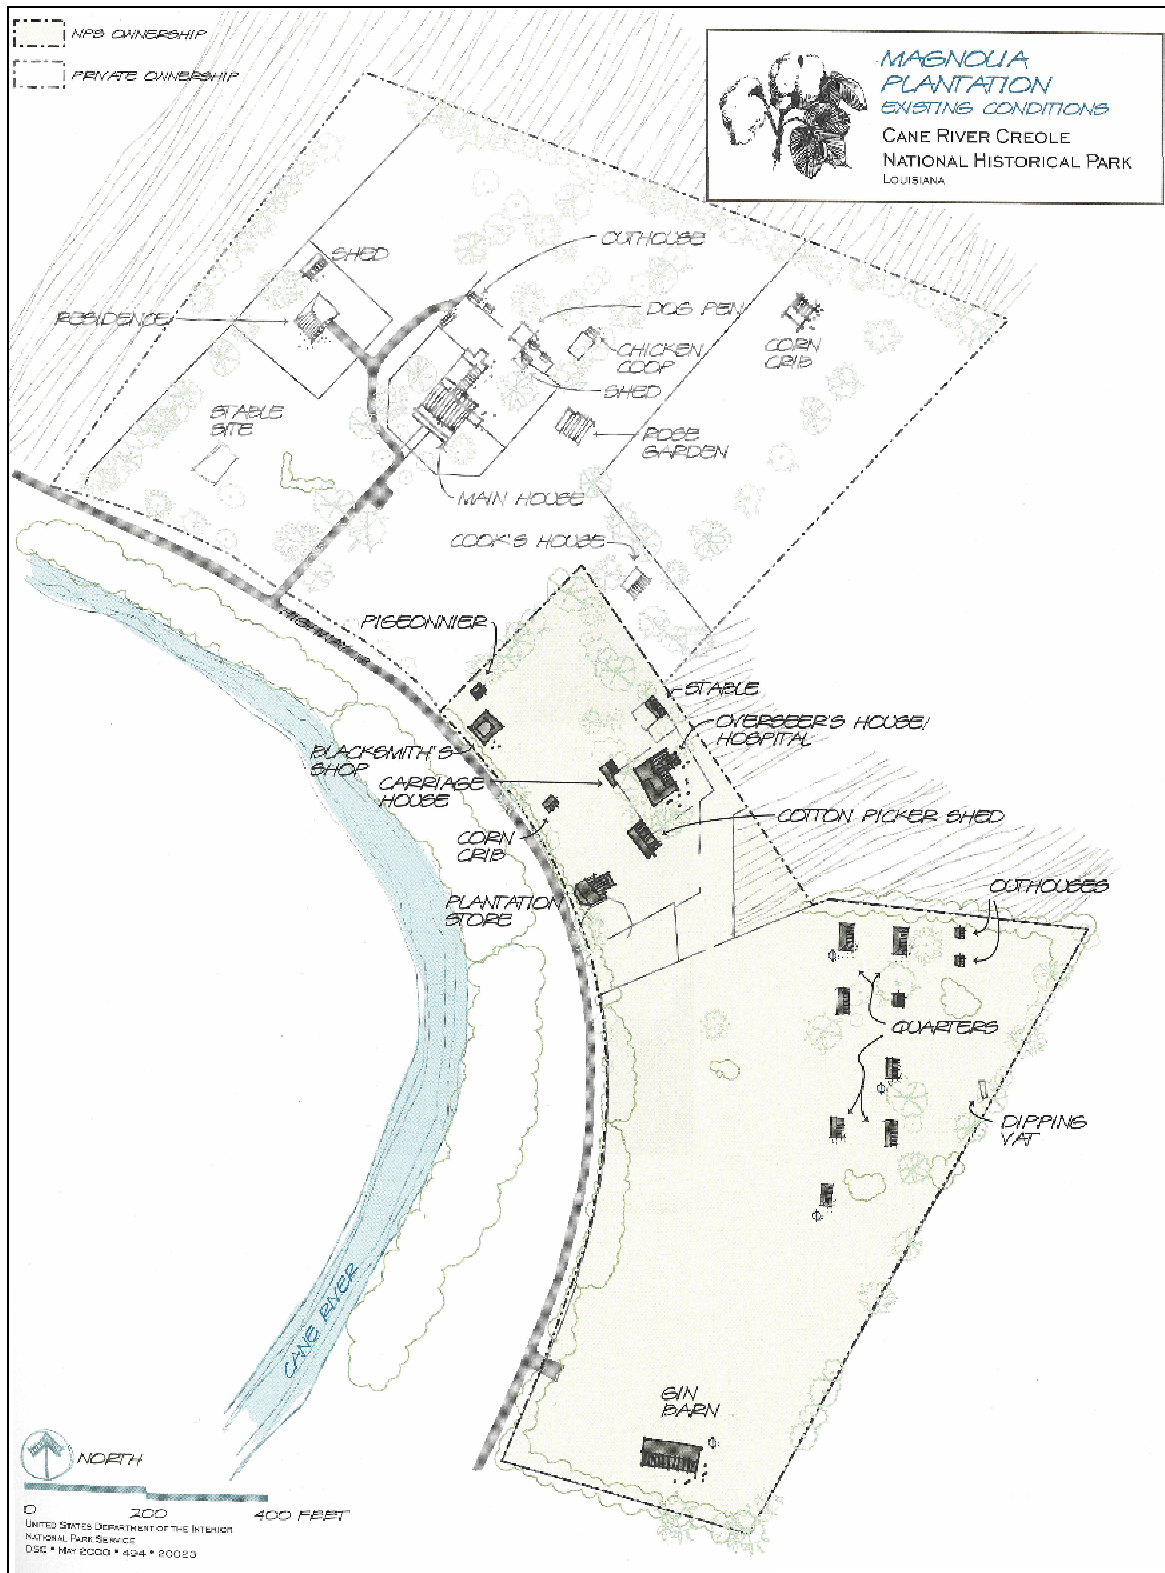 NPS OWNERSHIP
PRIVATE OWNERSHIP
MAGNOLIA
PLANTATION
EXISTING CONDITIONS
CANE RIVER CREOLE
NATIONAL HISTORICAL PARK
LOUISIANA
OUTHOUSE
SHED
DOG PEN
RESIDENCE
CHICKEN
COOP
CORN
CRIB
SHED
STABLE
SITE
ROSE
GARDEN
MAIN HOUSE
COOK'S HOUSE
HIGHWAY 119
PIGEONNIER
STABLE
OVERSEER'S HOUSE/
HOSPITAL
BLACKSMITH'S
SHOP
CARRIAGE
HOUSE
COTTON PICKER SHED
CORN
CRIB
PLANTATION
STORE
OUTHOUSES
QUARTERS
DIPPING
VAT
CANE RIVER
GIN
BARN
NORTH
0 200 400 FEET
UNITED STATES DEPARTMENT OF THE INTERIOR
NATIONAL PARK SERVICE
DSC • MAY 2000 • 494 • 20023